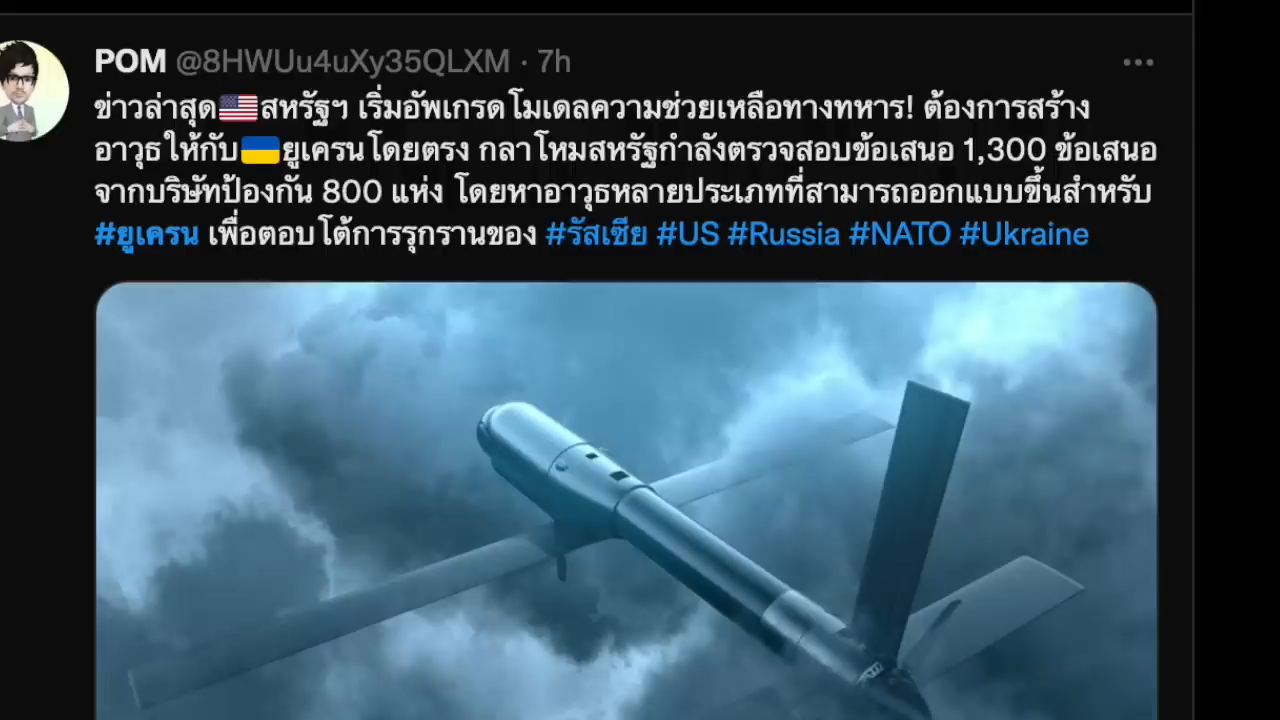 POM @8HWUu4uXy35QLXM · 7h
ข่าวล่าสุด🇺🇸สหรัฐฯ เริ่มอัพเกรดโมเดลความช่วยเหลือทางทหาร! ต้องการสร้าง
อาวุธให้กับ🇺🇦ยูเครนโดยตรง กลาโหมสหรัฐกำลังตรวจสอบข้อเสนอ 1,300 ข้อเสนอ
จากบริษัทป้องกัน 800 แห่ง โดยหาอาวุธหลายประเภทที่สามารถออกแบบขึ้นสำหรับ
#ยูเครน เพื่อตอบโต้การรุกรานของ #รัสเซีย #US #Russia #NATO #Ukraine